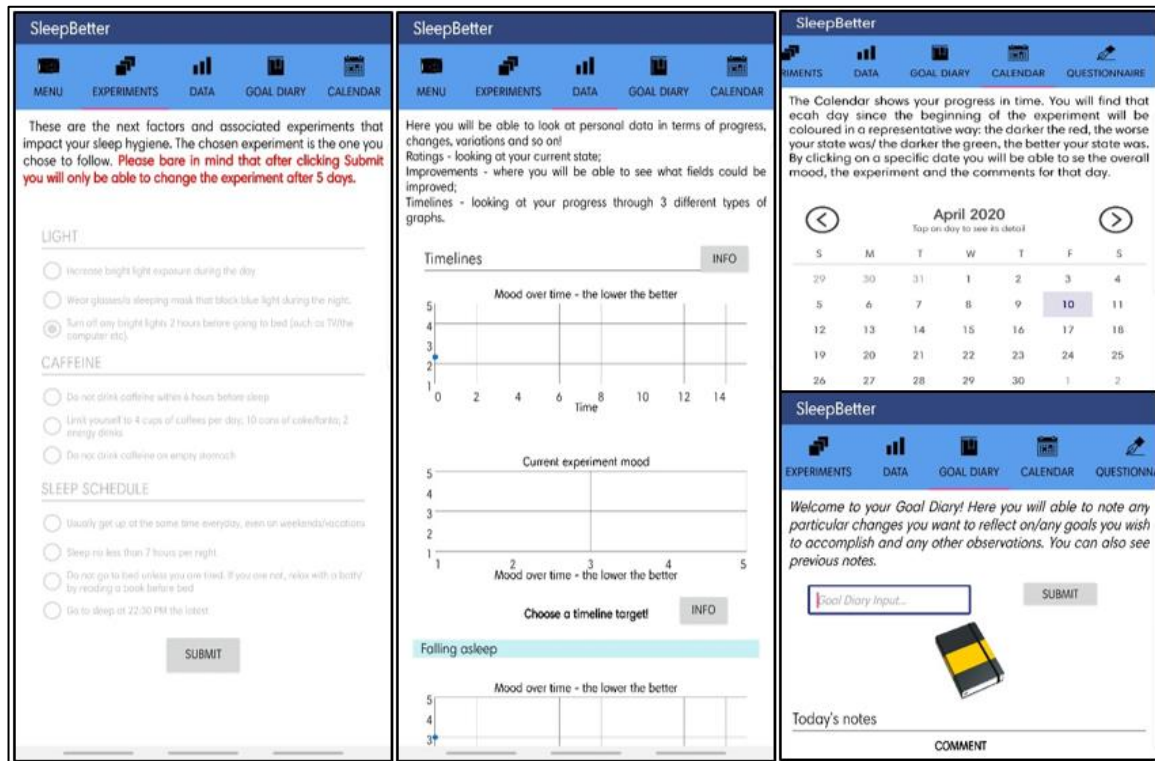 SleepBetter
MENU EXPERIMENTS DATA GOAL DIARY CALENDAR
These are the next factors and associated experiments that
impact your sleep hygiene. The chosen experiment is the one you
chose to follow. Please bare in mind that after clicking Submit
you will only be able to change the experiment after 5 days.
LIGHT
Increase bright light exposure during the day
Wear glasses/a sleeping mask that block blue light during the night.
Turn off any bright lights 2 hours before going to bed (such as TV/the
computer etc).
CAFFEINE
Do not drink caffeine within 6 hours before sleep
Limit yourself to 4 cups of coffees per day; 10 cans of coke/fanta; 2
energy drinks
Do not drink caffeine on empty stomach
SLEEP SCHEDULE
Usually get up at the same time everyday, even on weekends/vacations
Sleep no less than 7 hours per night.
Do not go to bed unless you are tired. If you are not, relax with a bath/
by reading a book before bed
Go to sleep at 22:30 PM the latest
SUBMIT
SleepBetter
MENU EXPERIMENTS DATA GOAL DIARY CALENDAR
Here you will be able to look at personal data in terms of progress,
changes, variations and so on!
Ratings - looking at your current state;
Improvements - where you will be able to see what fields could be
improved;
Timelines - looking at your progress through 3 different types of
graphs.
Timelines INFO
Mood over time - the lower the better
5
4
3
2
1
0 2 4 6 8 10 12 14
Time
Current experiment mood
5
4
3
2
1
1 2 3 4 5
Mood over time - the lower the better
Choose a timeline target! INFO
Falling asleep
Mood over time - the lower the better
5
4
3
SleepBetter
RIMENTS DATA GOAL DIARY CALENDAR QUESTIONNAIRE
The Calendar shows your progress in time. You will find that
ecah day since the beginning of the experiment will be
coloured in a representative way: the darker the red, the worse
your state was/ the darker the green, the better your state was.
By clicking on a specific date you will be able to se the overall
mood, the experiment and the comments for that day.
April 2020
Tap on day to see its detail
S M T W T F S
29 30 31 1 2 3 4
5 6 7 8 9 10 11
12 13 14 15 16 17 18
19 20 21 22 23 24 25
26 27 28 29 30 1 2
SleepBetter
EXPERIMENTS DATA GOAL DIARY CALENDAR QUESTIONNA
Welcome to your Goal Diary! Here you will able to note any
particular changes you want to reflect on/any goals you wish
to accomplish and any other observations. You can also see
previous notes.
Goal Diary Input... SUBMIT
Today's notes
COMMENT